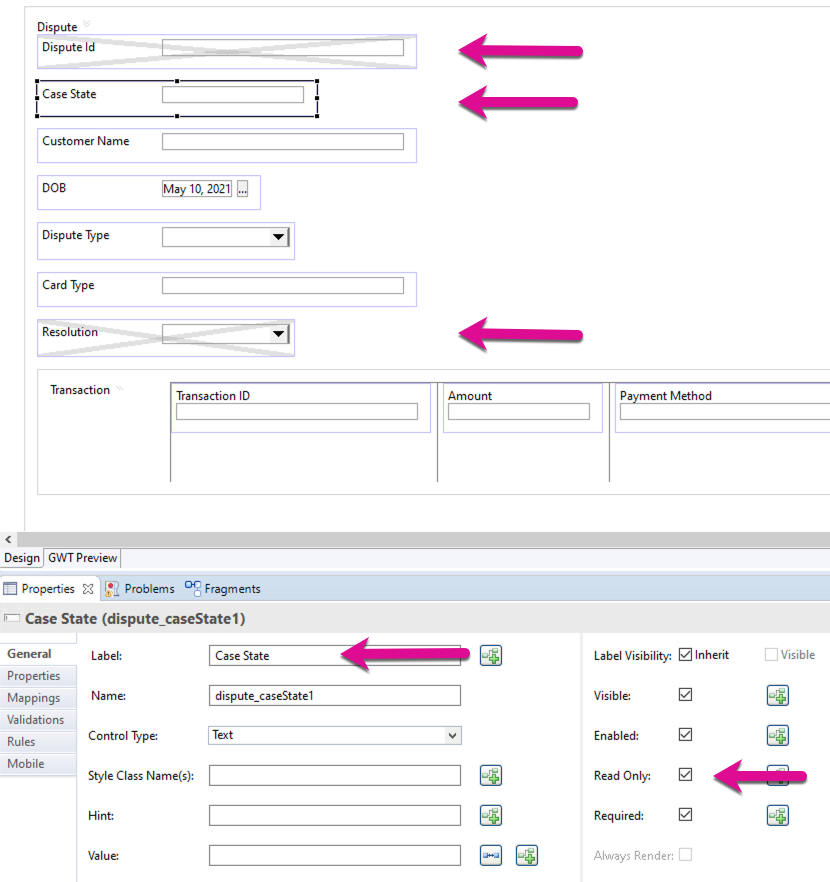 Dispute
Dispute Id
Case State
Customer Name
DOB May 10, 2021 ...
Dispute Type
Card Type
Resolution
Transaction Transaction ID Amount Payment Method
Design GWT Preview
Properties Problems Fragments
Case State (dispute_caseState1)
General Label: Case State Label Visibility: Inherit Visible
Properties
Mappings Name: dispute_caseState1 Visible:
Validations
Rules Control Type: Text Enabled:
Mobile
Style Class Name(s): Read Only:
Hint: Required:
Value: Always Render: